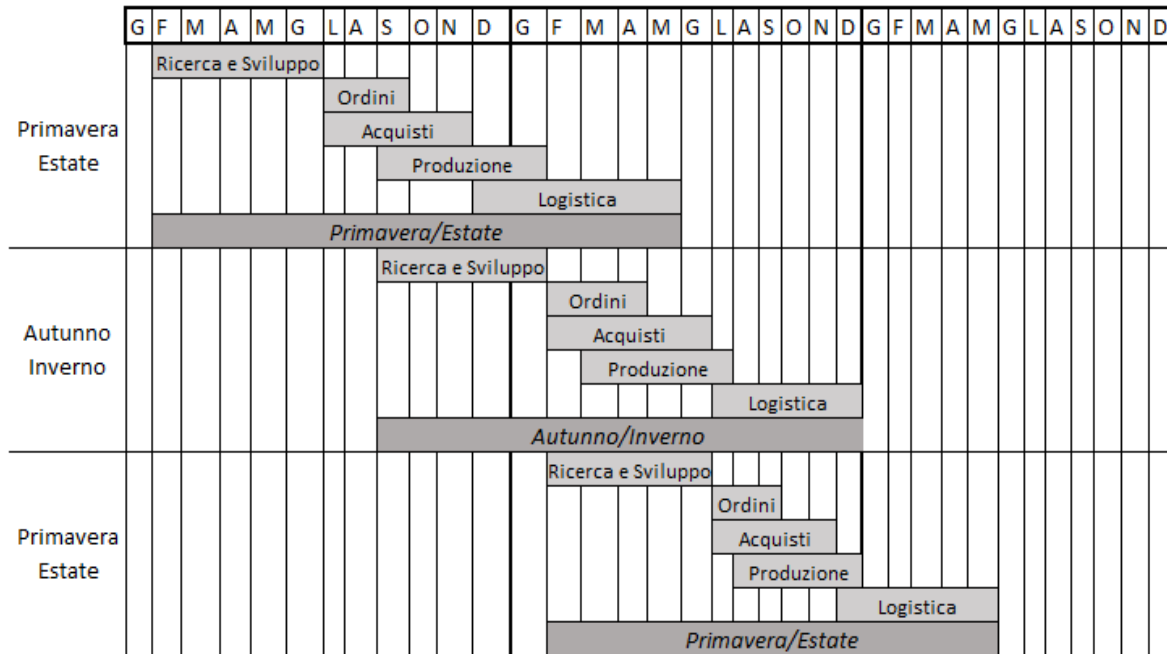 G F M A M G L A S O N D G F M A M G L A S O N D G F M A M G L A S O N D
Ricerca e Sviluppo
Ordini
Primavera
Estate
Acquisti
Produzione
Logistica
Primavera/Estate
Ricerca e Sviluppo
Ordini
Autunno
Inverno
Acquisti
Produzione
Logistica
Autunno/Inverno
Ricerca e Sviluppo
Ordini
Primavera
Estate
Acquisti
Produzione
Logistica
Primavera/Estate